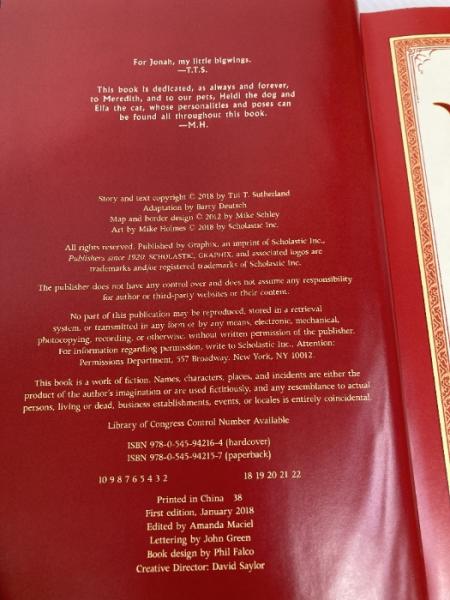 For Jonah, my little bigwings.
—T.T.S.
This book is dedicated, as always and forever,
to Meredith, and to our pets, Heidi the dog and
Ella the cat, whose personalities and poses can
be found all throughout this book.
—M.H.
Story and text copyright © 2018 by Tui T. Sutherland
Adaptation by Barry Deutsch
Map and border design © 2012 by Mike Schley
Art by Mike Holmes © 2018 by Scholastic Inc.
All rights reserved. Published by Graphix, an imprint of Scholastic Inc.,
Publishers since 1920. SCHOLASTIC, GRAPHIX, and associated logos are
trademarks and/or registered trademarks of Scholastic Inc.
The publisher does not have any control over and does not assume any responsibility
for author or third-party websites or their content.
No part of this publication may be reproduced, stored in a retrieval
system, or transmitted in any form or by any means, electronic, mechanical,
photocopying, recording, or otherwise, without written permission of the publisher.
For information regarding permission, write to Scholastic Inc., Attention:
Permissions Department, 557 Broadway, New York, NY 10012.
This book is a work of fiction. Names, characters, places, and incidents are either the
product of the author's imagination or are used fictitiously, and any resemblance to actual
persons, living or dead, business establishments, events, or locales is entirely coincidental.
Library of Congress Control Number Available
ISBN 978-0-545-94216-4 (hardcover)
ISBN 978-0-545-94215-7 (paperback)
10 9 8 7 6 5 4 3 2 18 19 20 21 22
Printed in China 38
First edition, January 2018
Edited by Amanda Maciel
Lettering by John Green
Book design by Phil Falco
Creative Director: David Saylor